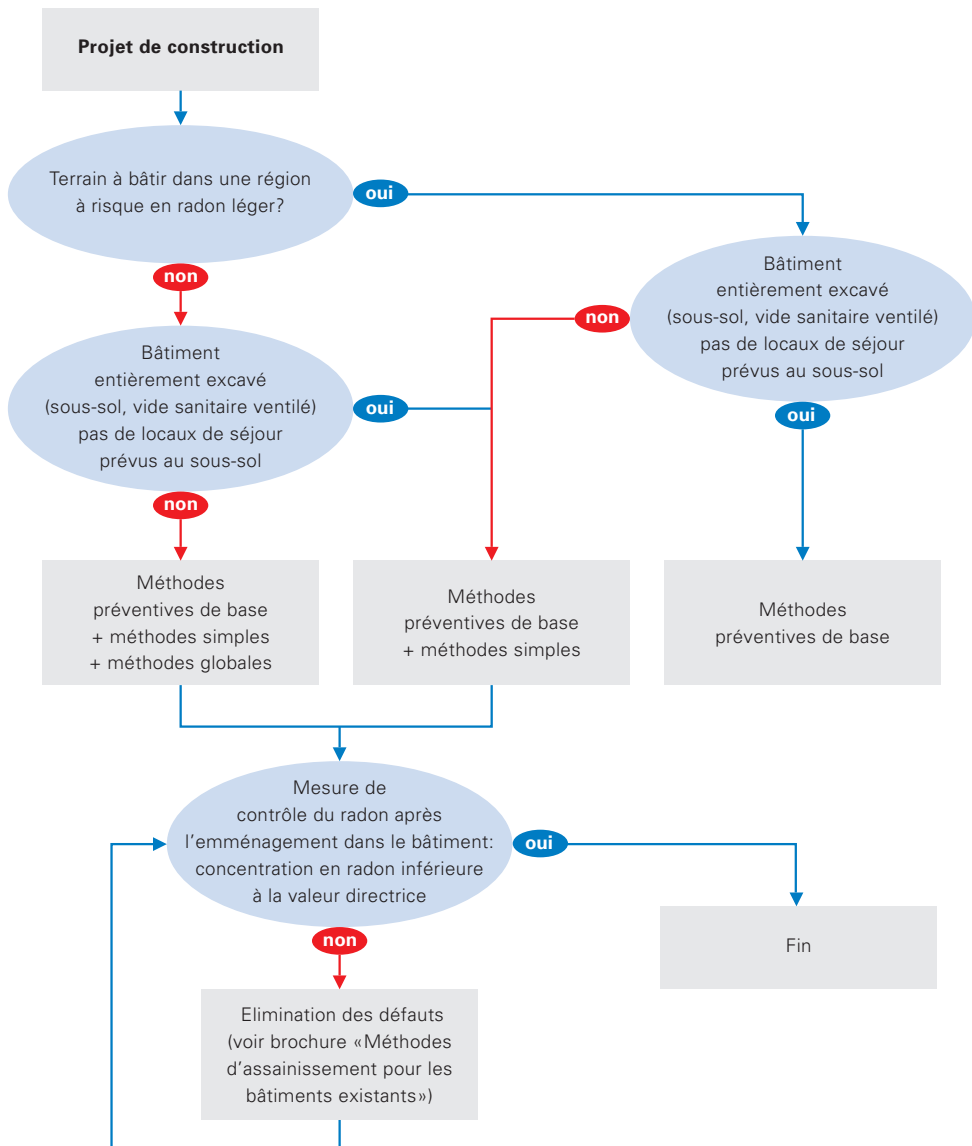 Projet de construction
Terrain à bâtir dans une région
à risque en radon léger?
oui
non
Bâtiment
entièrement excavé
(sous-sol, vide sanitaire ventilé)
pas de locaux de séjour
prévus au sous-sol
non
oui
Bâtiment
entièrement excavé
(sous-sol, vide sanitaire ventilé)
pas de locaux de séjour
prévus au sous-sol
oui
non
Méthodes
préventives de base
+ méthodes simples
+ méthodes globales
Méthodes
préventives de base
+ méthodes simples
Méthodes
préventives de base
Mesure de
contrôle du radon après
l'emménagement dans le bâtiment:
concentration en radon inférieure
à la valeur directrice
oui
non
Fin
Elimination des défauts
(voir brochure «Méthodes
d'assainissement pour les
bâtiments existants»)